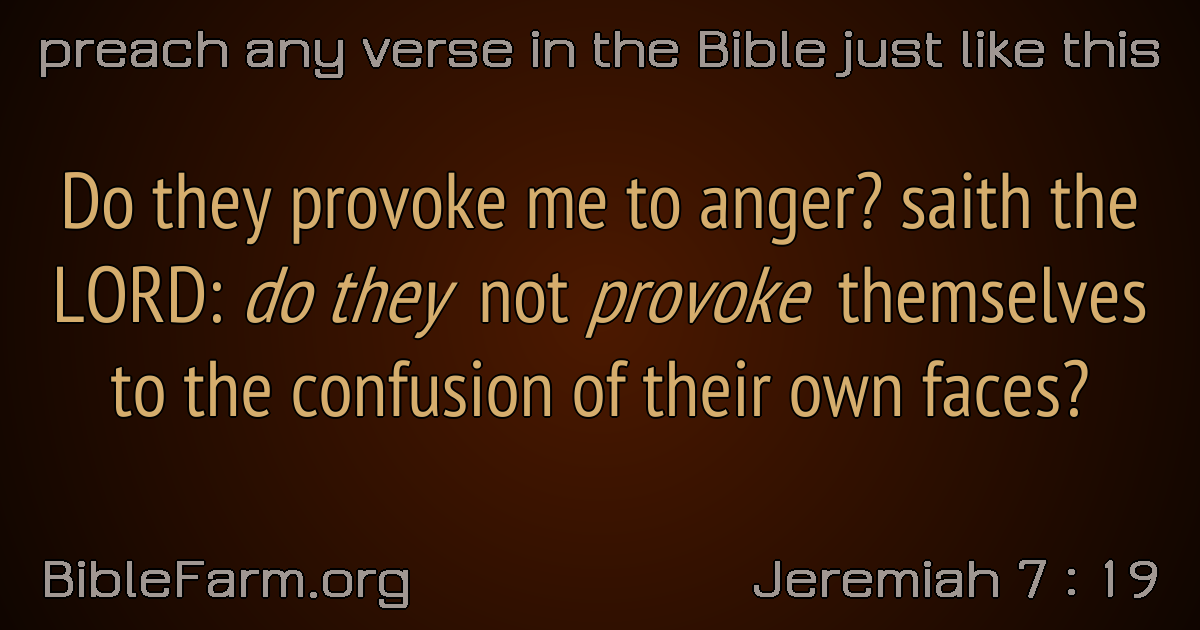 preach any verse in the Bible just like this
Do they provoke me to anger? saith the
LORD: do they not provoke themselves
to the confusion of their own faces?
BibleFarm.org
Jeremiah 7 : 19